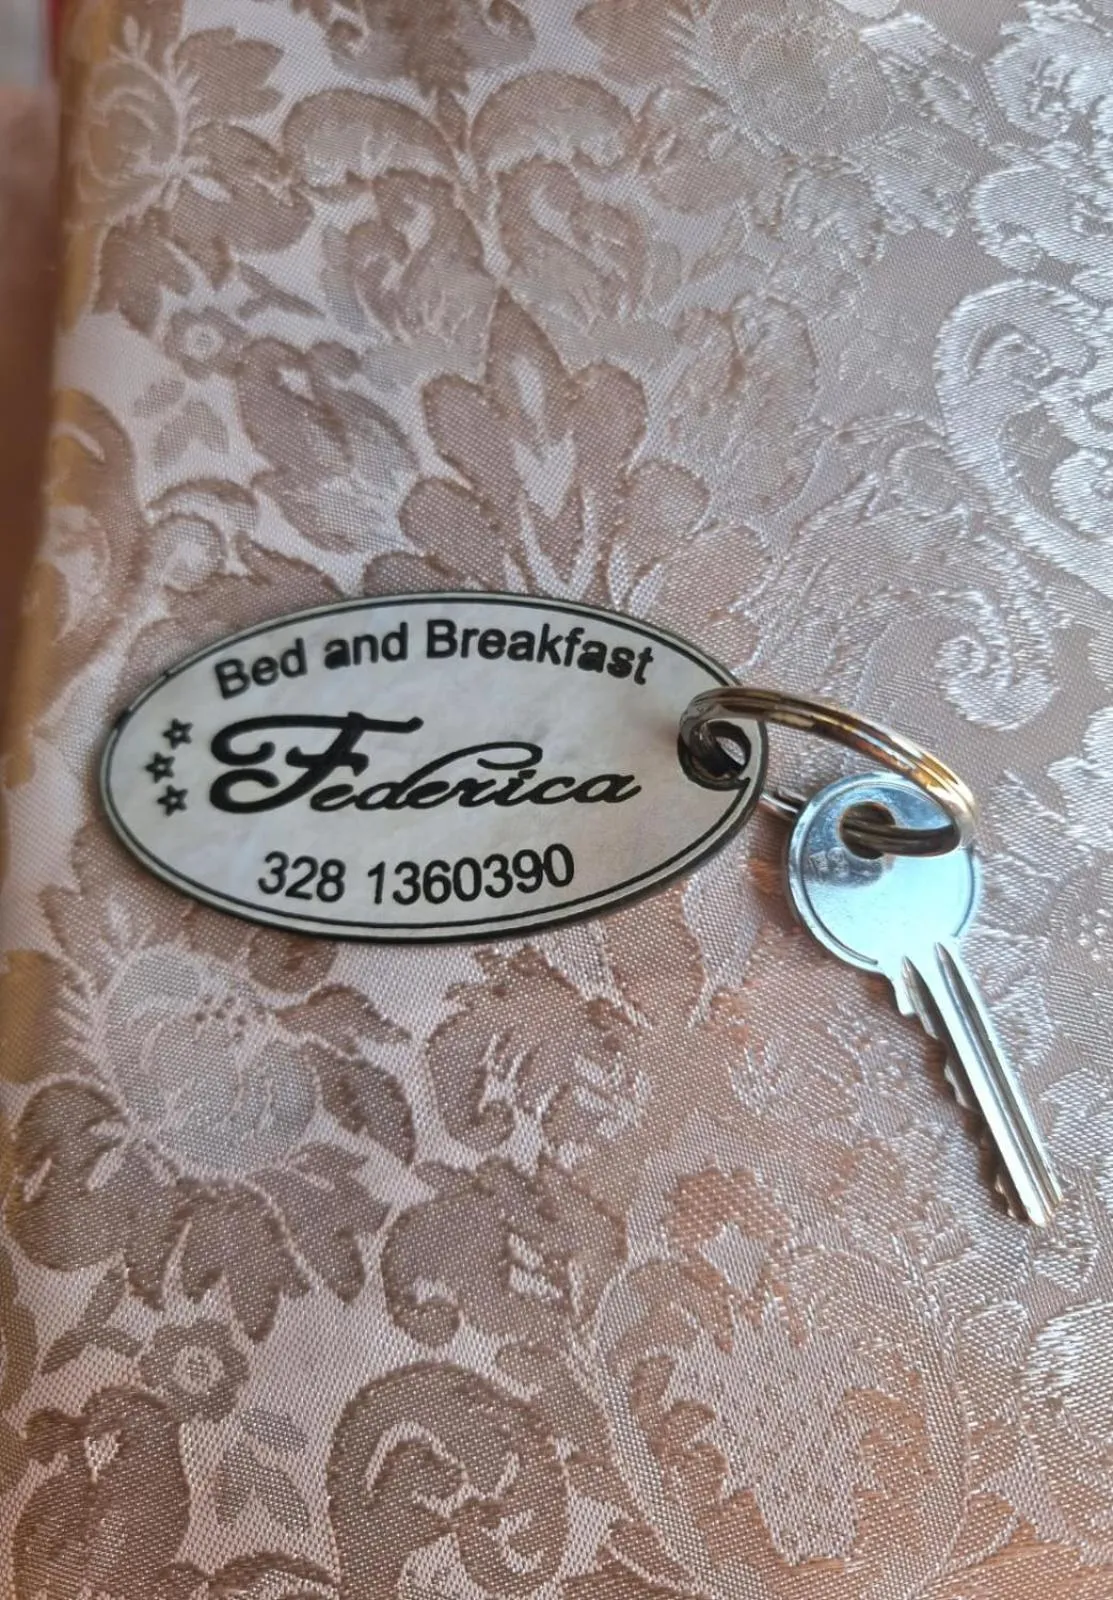 Bed and Breakfast
Federica
328 1360390